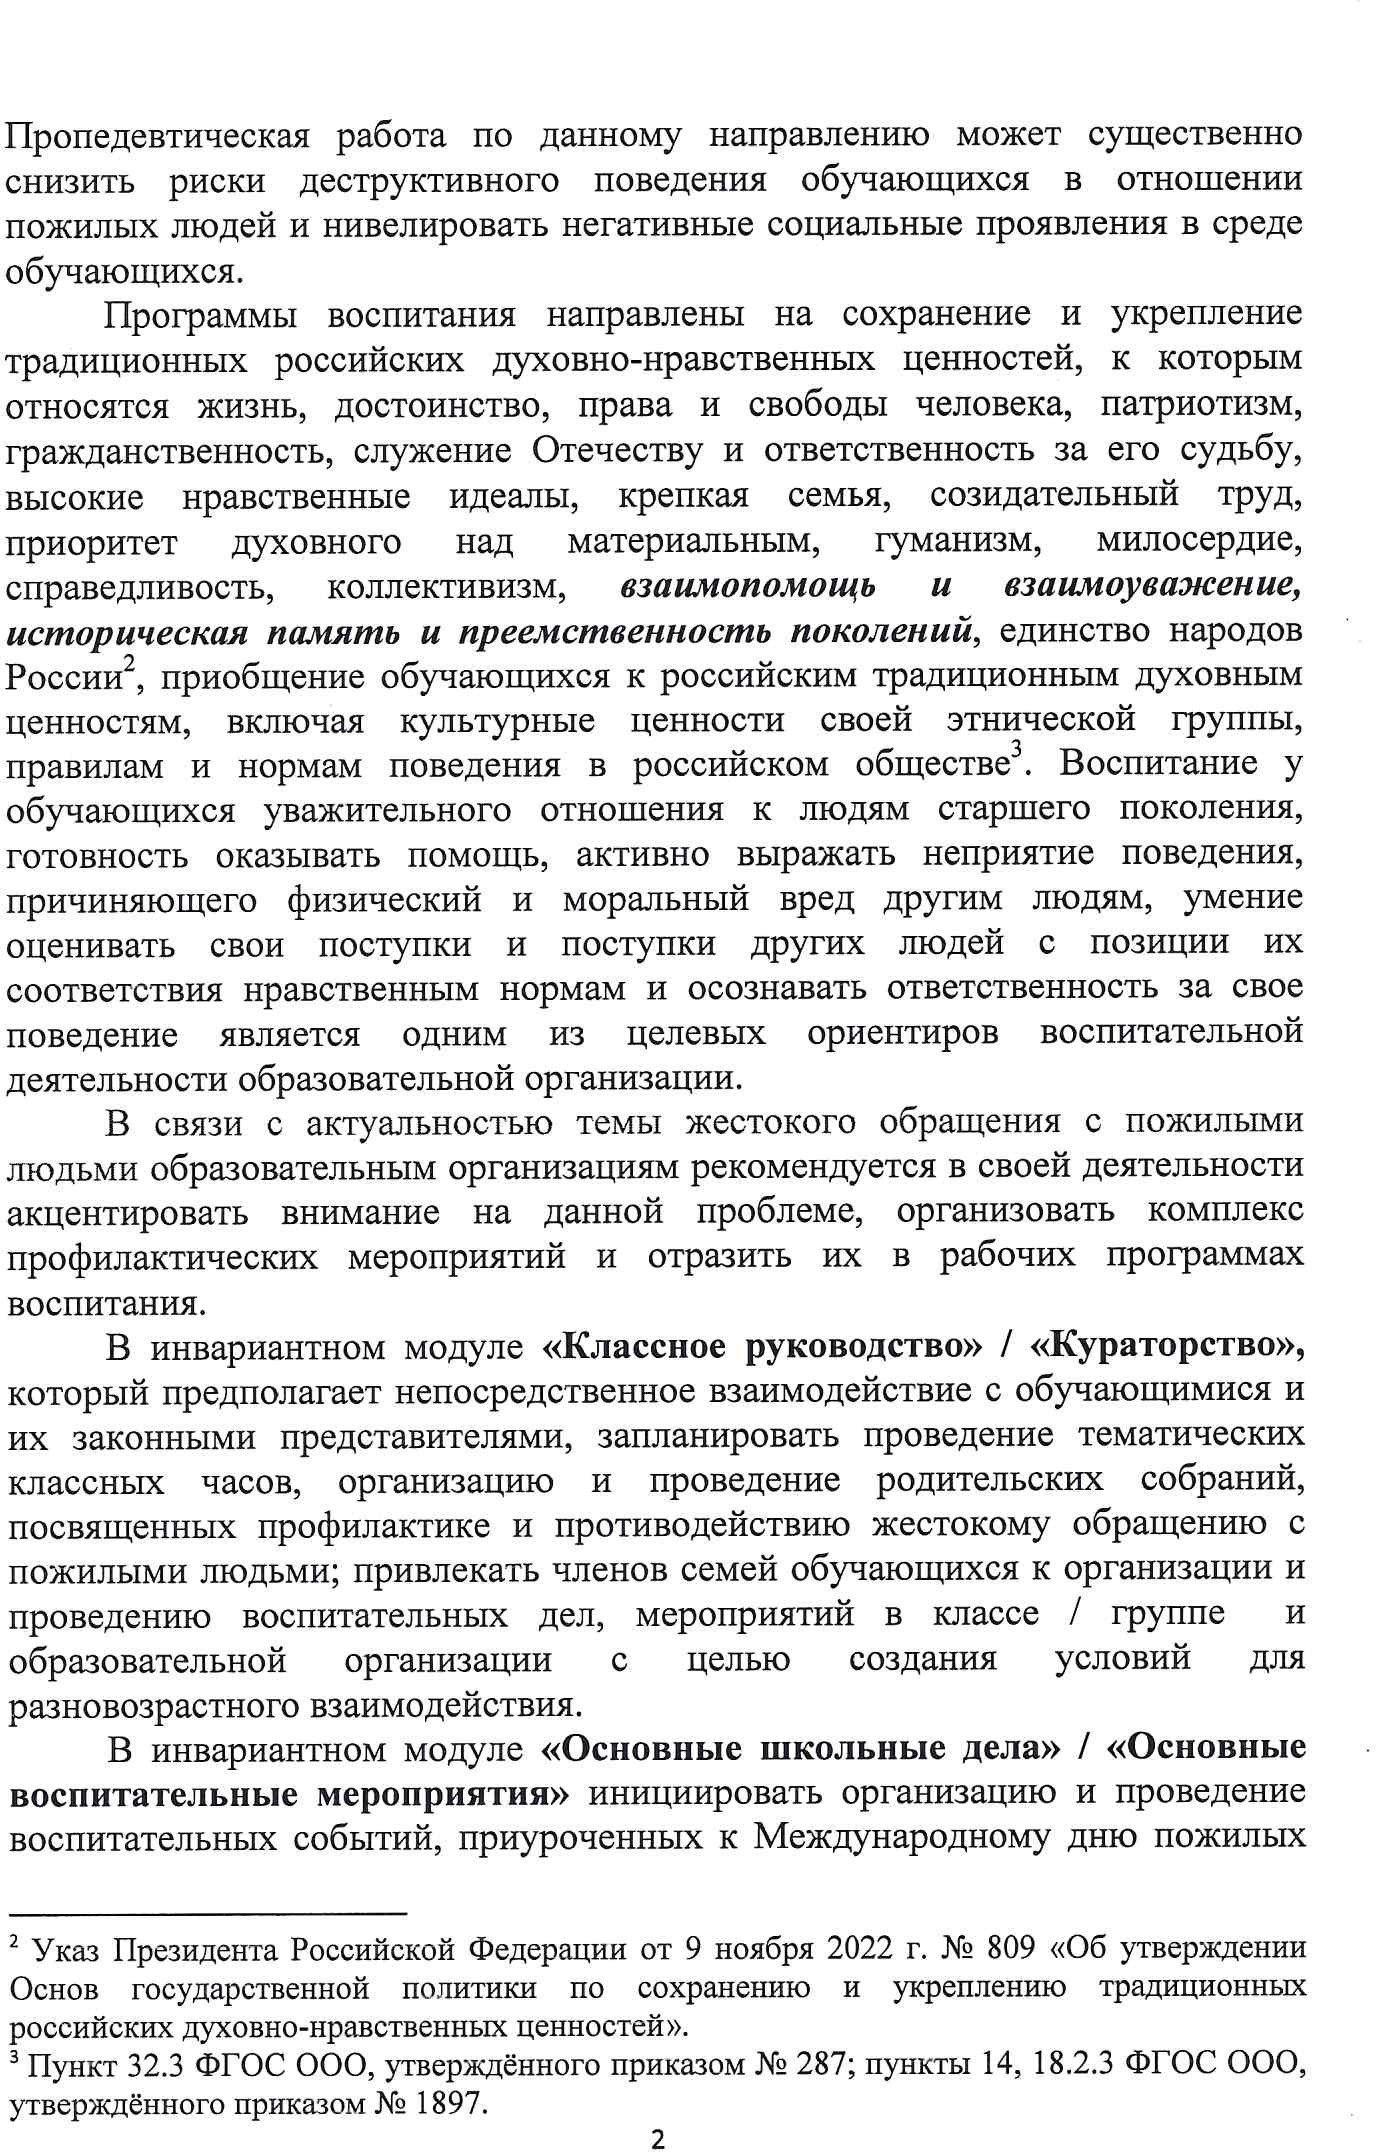 Пропедевтическая работа по данному направлению может существенно
снизить риски деструктивного поведения обучающихся в отношении
пожилых людей и нивелировать негативные социальные проявления в среде
обучающихся.
Программы воспитания направлены на сохранение и укрепление
традиционных российских духовно-нравственных ценностей, к которым
относятся жизнь, достоинство, права и свободы человека, патриотизм,
гражданственность, служение Отечеству и ответственность за его судьбу,
высокие нравственные идеалы, крепкая семья, созидательный труд,
приоритет духовного над материальным, гуманизм, милосердие,
справедливость, коллективизм, взаимопомощь и взаимоуважение,
историческая память и преемственность поколений, единство народов
России², приобщение обучающихся к российским традиционным духовным
ценностям, включая культурные ценности своей этнической группы,
правилам и нормам поведения в российском обществе³. Воспитание у
обучающихся уважительного отношения к людям старшего поколения,
готовность оказывать помощь, активно выражать неприятие поведения,
причиняющего физический и моральный вред другим людям, умение
оценивать свои поступки и поступки других людей с позиции их
соответствия нравственным нормам и осознавать ответственность за свое
поведение является одним из целевых ориентиров воспитательной
деятельности образовательной организации.
В связи с актуальностью темы жестокого обращения с пожилыми
людьми образовательным организациям рекомендуется в своей деятельности
акцентировать внимание на данной проблеме, организовать комплекс
профилактических мероприятий и отразить их в рабочих программах
воспитания.
В инвариантном модуле «Классное руководство» / «Кураторство»,
который предполагает непосредственное взаимодействие с обучающимися и
их законными представителями, запланировать проведение тематических
классных часов, организацию и проведение родительских собраний,
посвященных профилактике и противодействию жестокому обращению с
пожилыми людьми; привлекать членов семей обучающихся к организации и
проведению воспитательных дел, мероприятий в классе / группе и
образовательной организации с целью создания условий для
разновозрастного взаимодействия.
В инвариантном модуле «Основные школьные дела» / «Основные
воспитательные мероприятия» инициировать организацию и проведение
воспитательных событий, приуроченных к Международному дню пожилых
² Указ Президента Российской Федерации от 9 ноября 2022 г. № 809 «Об утверждении
Основ государственной политики по сохранению и укреплению традиционных
российских духовно-нравственных ценностей».
³ Пункт 32.3 ФГОС ООО, утверждённого приказом № 287; пункты 14, 18.2.3 ФГОС ООО,
утверждённого приказом № 1897.
2